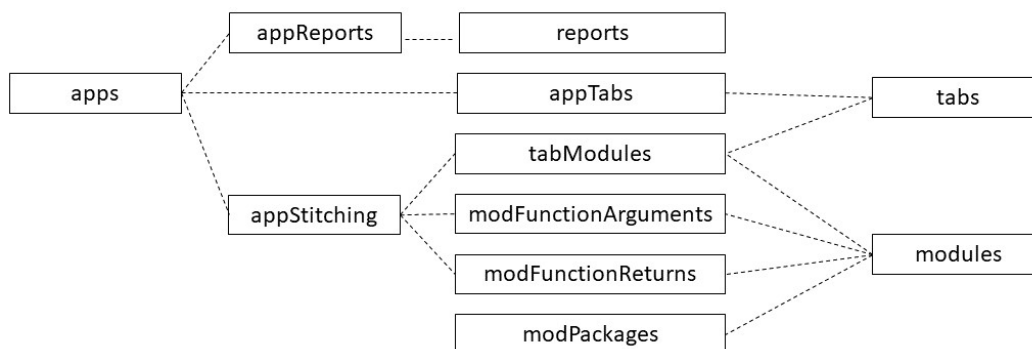 appReports
reports
apps
appTabs
tabs
tabModules
appStitching
modFunctionArguments
modules
modFunctionReturns
modPackages